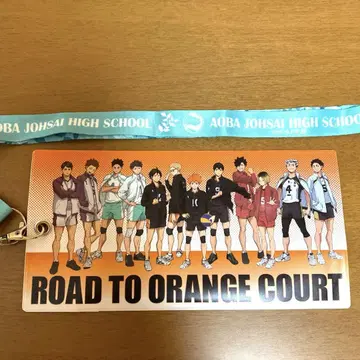 AOBA JOHSAI HIGH SCHOOL
AOBA JOHSAI HIGH SCHOOL
ROAD TO ORANGE COURT